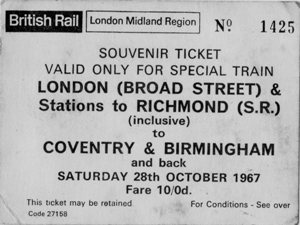 British Rail London Midland Region No. 1425
SOUVENIR TICKET
VALID ONLY FOR SPECIAL TRAIN
LONDON (BROAD STREET) &
Stations to RICHMOND (S.R.)
(inclusive)
to
COVENTRY & BIRMINGHAM
and back
SATURDAY 28th OCTOBER 1967
Fare 10/0d.
This ticket may be retained For Conditions - See over
Code 27158